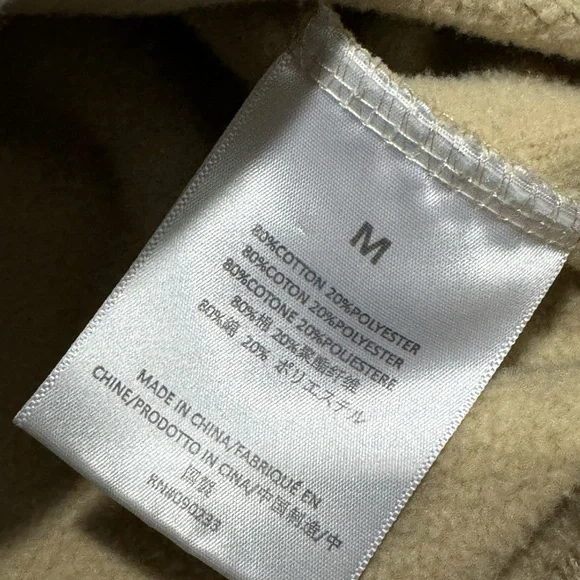 M
80%COTTON 20%POLYESTER
80%COTON 20%POLYESTER
80%COTONE 20%POLIESTERE
80%棉 20%聚酯纤维
80%綿 20% ポリエステル
MADE IN CHINA/FABRIQUÉ EN
CHINE/PRODOTTO IN CINA/中国制造/中
国製
RN#090233